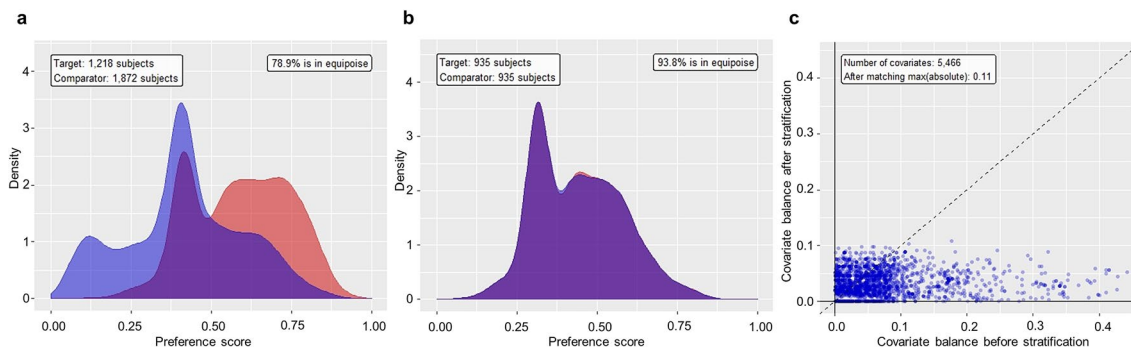 a
Target: 1,218 subjects
Comparator: 1,872 subjects
78.9% is in equipoise
Density
4
3
2
1
0
0.00
0.25
0.50
0.75
1.00
Preference score
b
Target: 935 subjects
Comparator: 935 subjects
93.8% is in equipoise
Density
4
3
2
1
0
0.00
0.25
0.50
0.75
1.00
Preference score
c
Number of covariates: 5,466
After matching max(absolute): 0.11
Covariate balance after stratification
0.4
0.3
0.2
0.1
0.0
0.0
0.1
0.2
0.3
0.4
Covariate balance before stratification